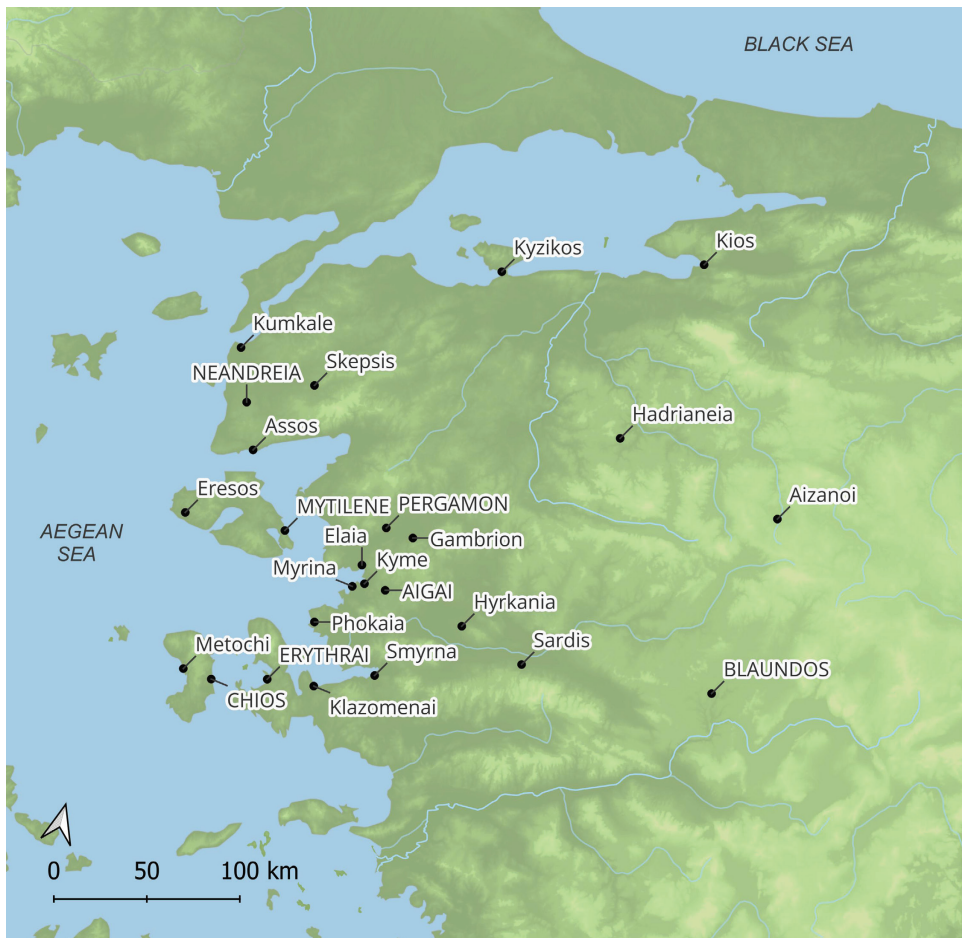 BLACK SEA
Kyzikos
Kios
Kumkale
NEANDREIA
Skepsis
Assos
Hadrianeia
Eresos
MYTILENE
PERGAMON
Aizanoi
AEGEAN
SEA
Elaia
Gambrion
Myrina
Kyme
AIGAI
Hyrkania
Phokaia
Metochi
ERYTHRAI
Smyrna
Sardis
BLAUNDOS
CHIOS
Klazomenai
0 50 100 km